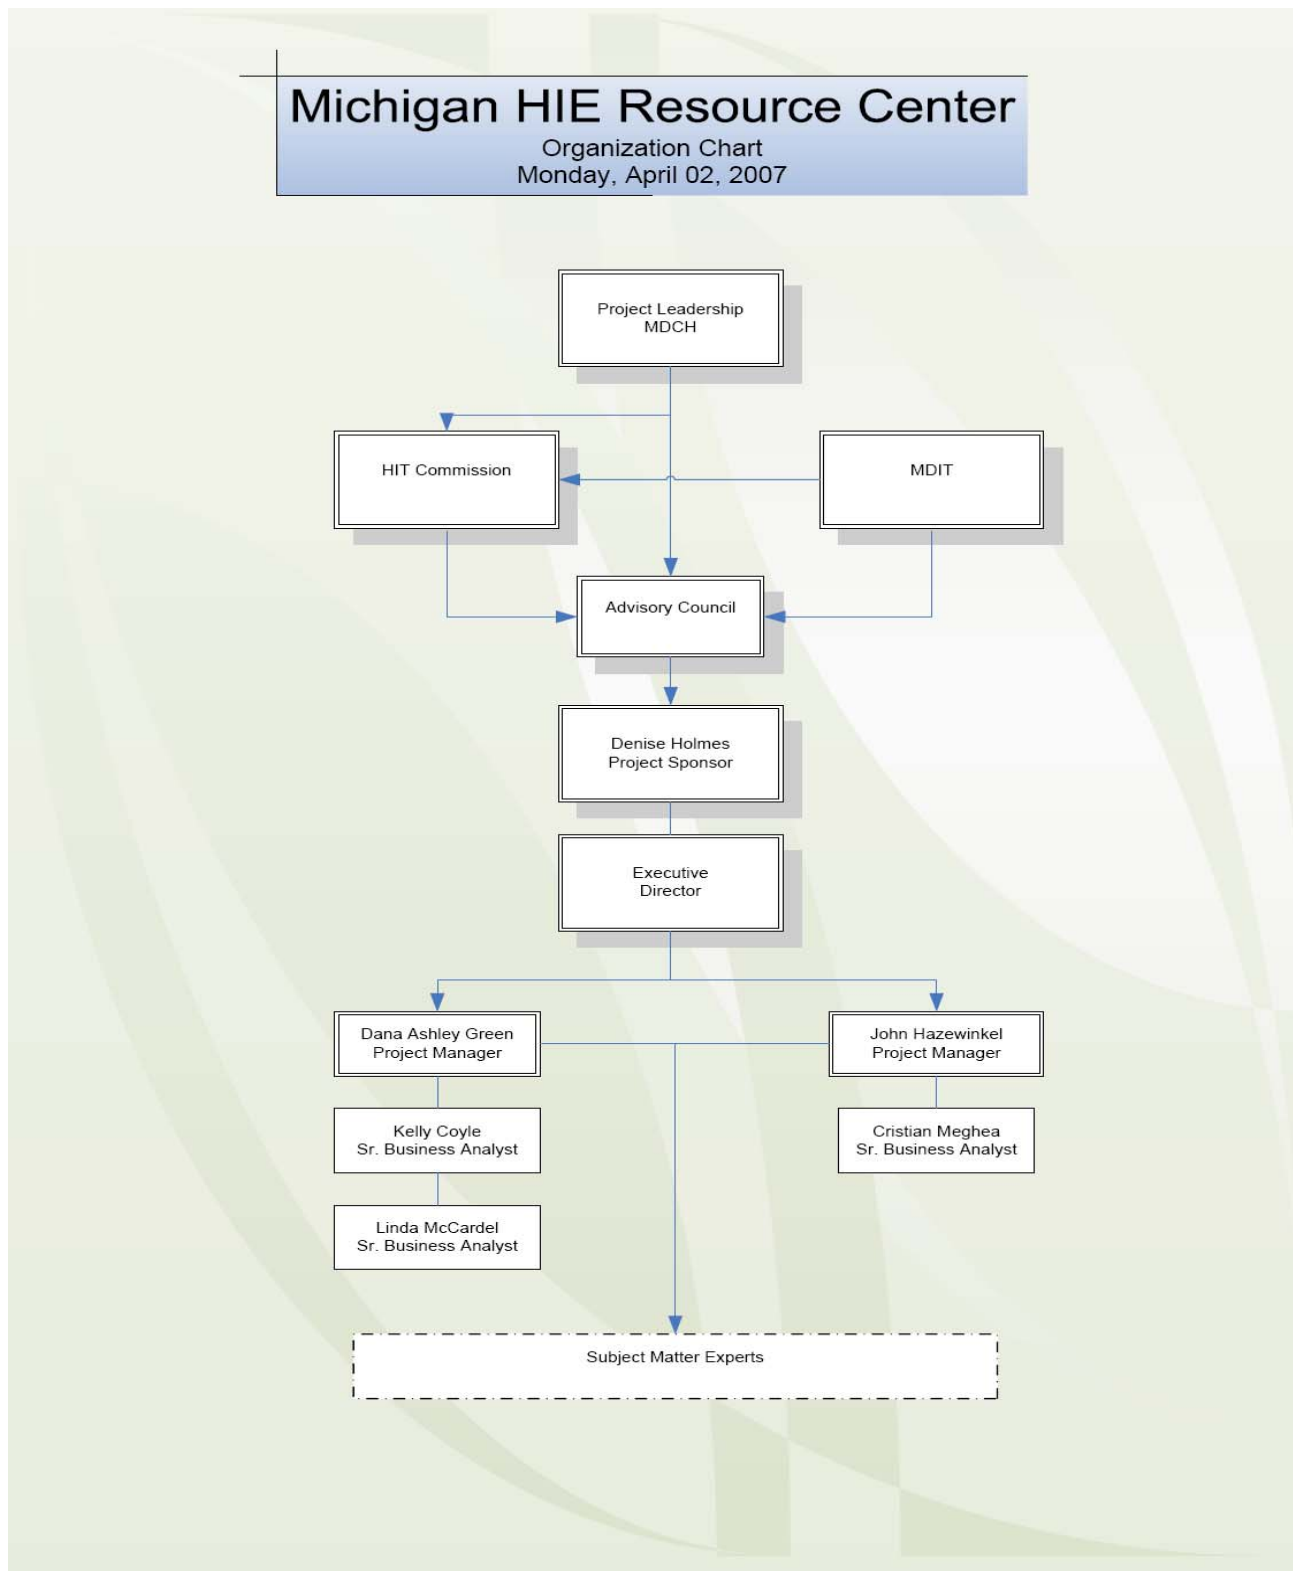 Michigan HIE Resource Center
Organization Chart
Monday, April 02, 2007
Project Leadership
MDCH
HIT Commission
MDIT
Advisory Council
Denise Holmes
Project Sponsor
Executive
Director
Dana Ashley Green
Project Manager
John Hazewinkel
Project Manager
Kelly Coyle
Sr. Business Analyst
Cristian Meghea
Sr. Business Analyst
Linda McCardel
Sr. Business Analyst
Subject Matter Experts